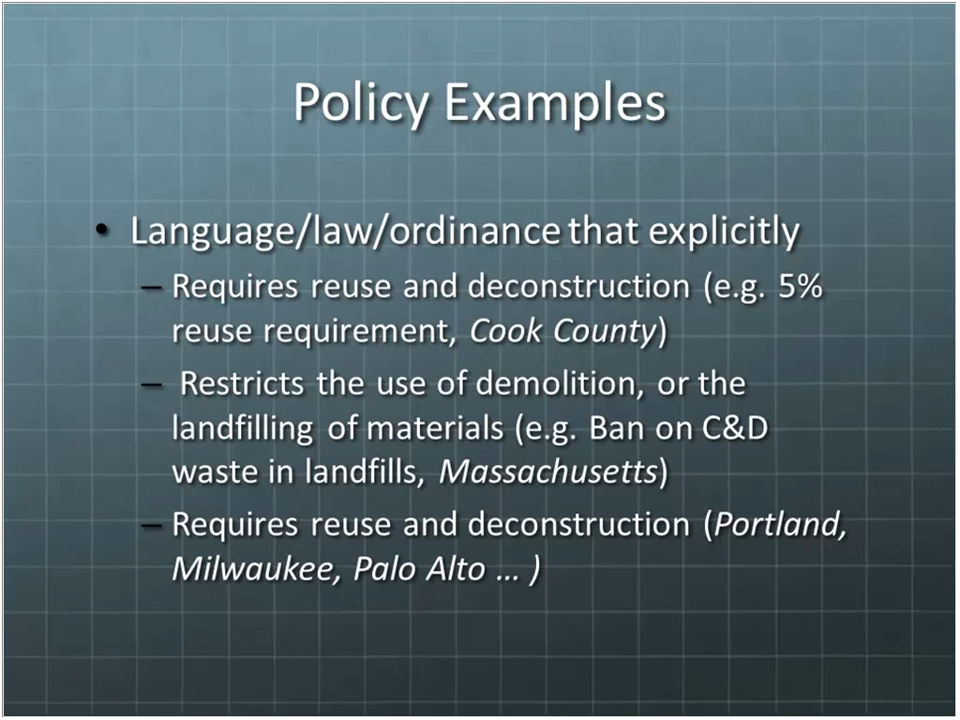 Policy Examples
• Language/law/ordinance that explicitly
– Requires reuse and deconstruction (e.g. 5%
reuse requirement, Cook County)
– Restricts the use of demolition, or the
landfilling of materials (e.g. Ban on C&D
waste in landfills, Massachusetts)
– Requires reuse and deconstruction (Portland,
Milwaukee, Palo Alto … )